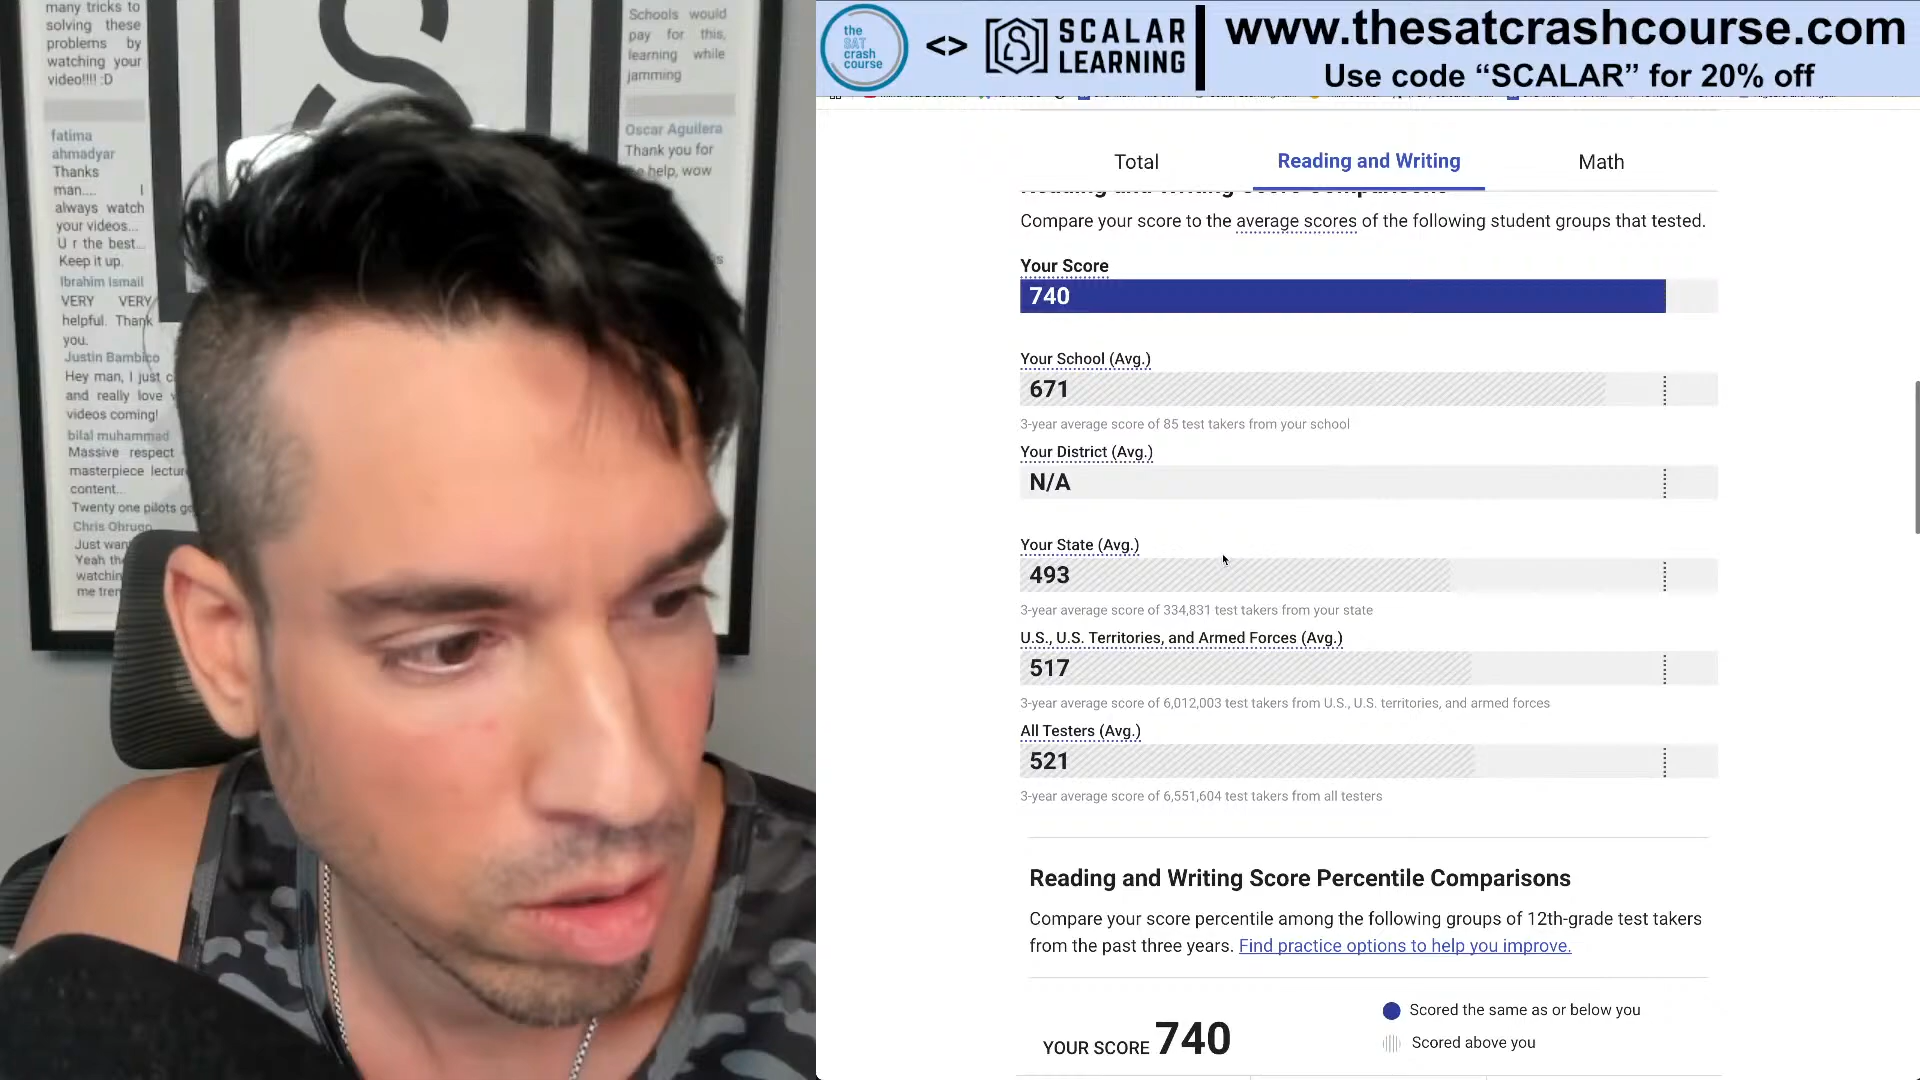 many tricks to
solving these
problems by
watching your
video!!!! :D
fatima
ahmadyar
Thanks
man.... I
always watch
your videos...
U r the best...
Keep it up.
Ibrahim Ismail
VERY VERY
helpful. Thank
you.
Justin Bambico
Hey man, I just
and really love
videos coming!
bilal muhammad
Massive respect
masterpiece
content...
Twenty one pilots
Chris Obrugo
Just
Yeah
watchin
me
Schools would
pay for this,
learning while
jamming
Oscar Aguilera
Thank you for
help, wow
the
SAT
crash
course
<>
SCALAR
LEARNING
www.thesatcrashcourse.com
Use code “SCALAR” for 20% off
Total
Reading and Writing
Math
Reading and Writing Score Comparisons
Compare your score to the average scores of the following student groups that tested.
Your Score
740
Your School (Avg.)
671
3-year average score of 85 test takers from your school
Your District (Avg.)
N/A
Your State (Avg.)
493
3-year average score of 334,831 test takers from your state
U.S., U.S. Territories, and Armed Forces (Avg.)
517
3-year average score of 6,012,003 test takers from U.S., U.S. territories, and armed forces
All Testers (Avg.)
521
3-year average score of 6,551,604 test takers from all testers
Reading and Writing Score Percentile Comparisons
Compare your score percentile among the following groups of 12th-grade test takers
from the past three years. Find practice options to help you improve.
YOUR SCORE 740
Scored the same as or below you
Scored above you